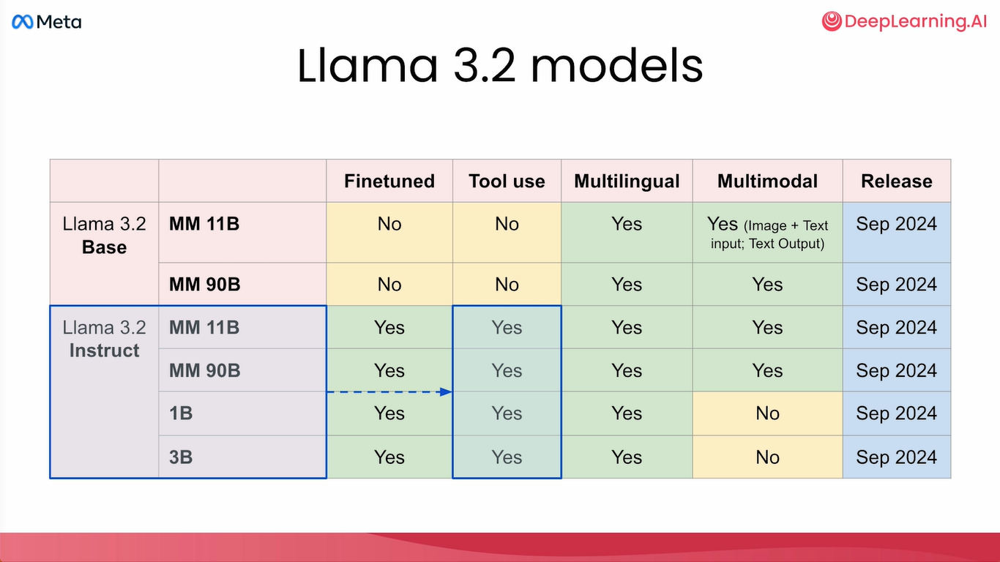 Meta
DeepLearning.AI
Llama 3.2 models
Finetuned Tool use Multilingual Multimodal Release
Llama 3.2 MM 11B No No Yes Yes (Image + Text Sep 2024
Base input; Text Output)
MM 90B No No Yes Yes Sep 2024
Llama 3.2 MM 11B Yes Yes Yes Yes Sep 2024
Instruct
MM 90B Yes Yes Yes Yes Sep 2024
1B Yes Yes Yes No Sep 2024
3B Yes Yes Yes No Sep 2024